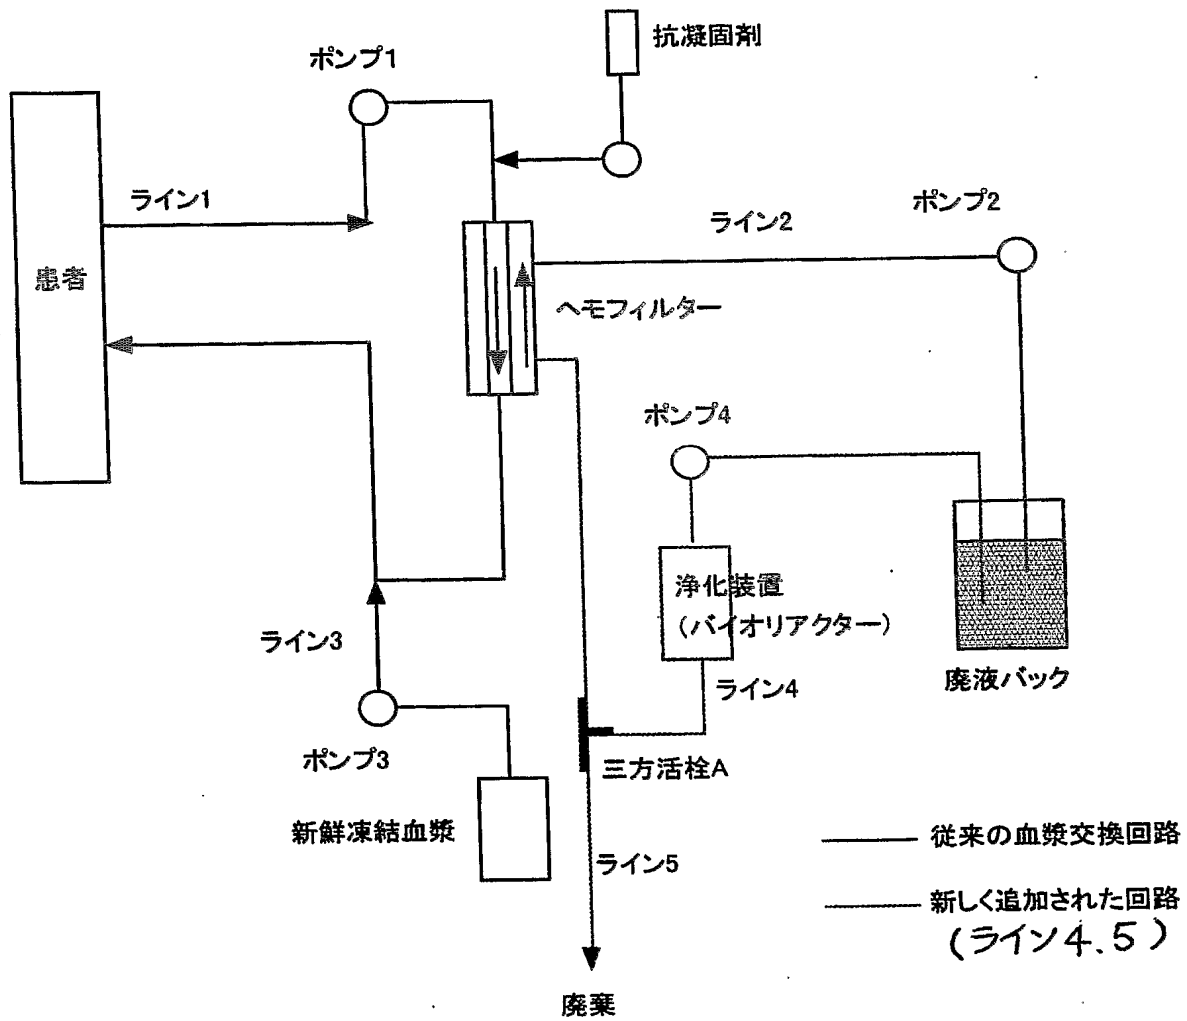 抗凝固剤
ポンプ1
ライン1
ポンプ2
ライン2
患者
ヘモフィルター
ポンプ4
浄化装置
(バイオリアクター)
ライン3
ライン4
廃液バック
ポンプ3
三方活栓A
新鮮凍結血漿
ライン5
従来の血漿交換回路
新しく追加された回路
(ライン4.5)
廃棄